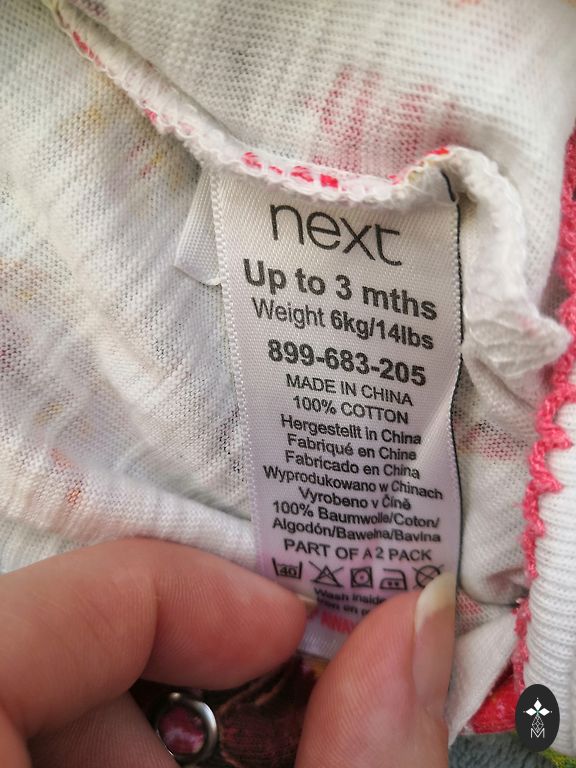 next
Up to 3 mths
Weight 6kg/14lbs
899-683-205
MADE IN CHINA
100% COTTON
Hergestellt in China
Fabriqué en China
Fabricado en China
Wyprodukowano w Chinach
Vyrobeno v Číně
100% Baumwolle/Coton/
Algodón/Bawełna/Bavlna
PART OF A 2 PACK
40
Wash inside